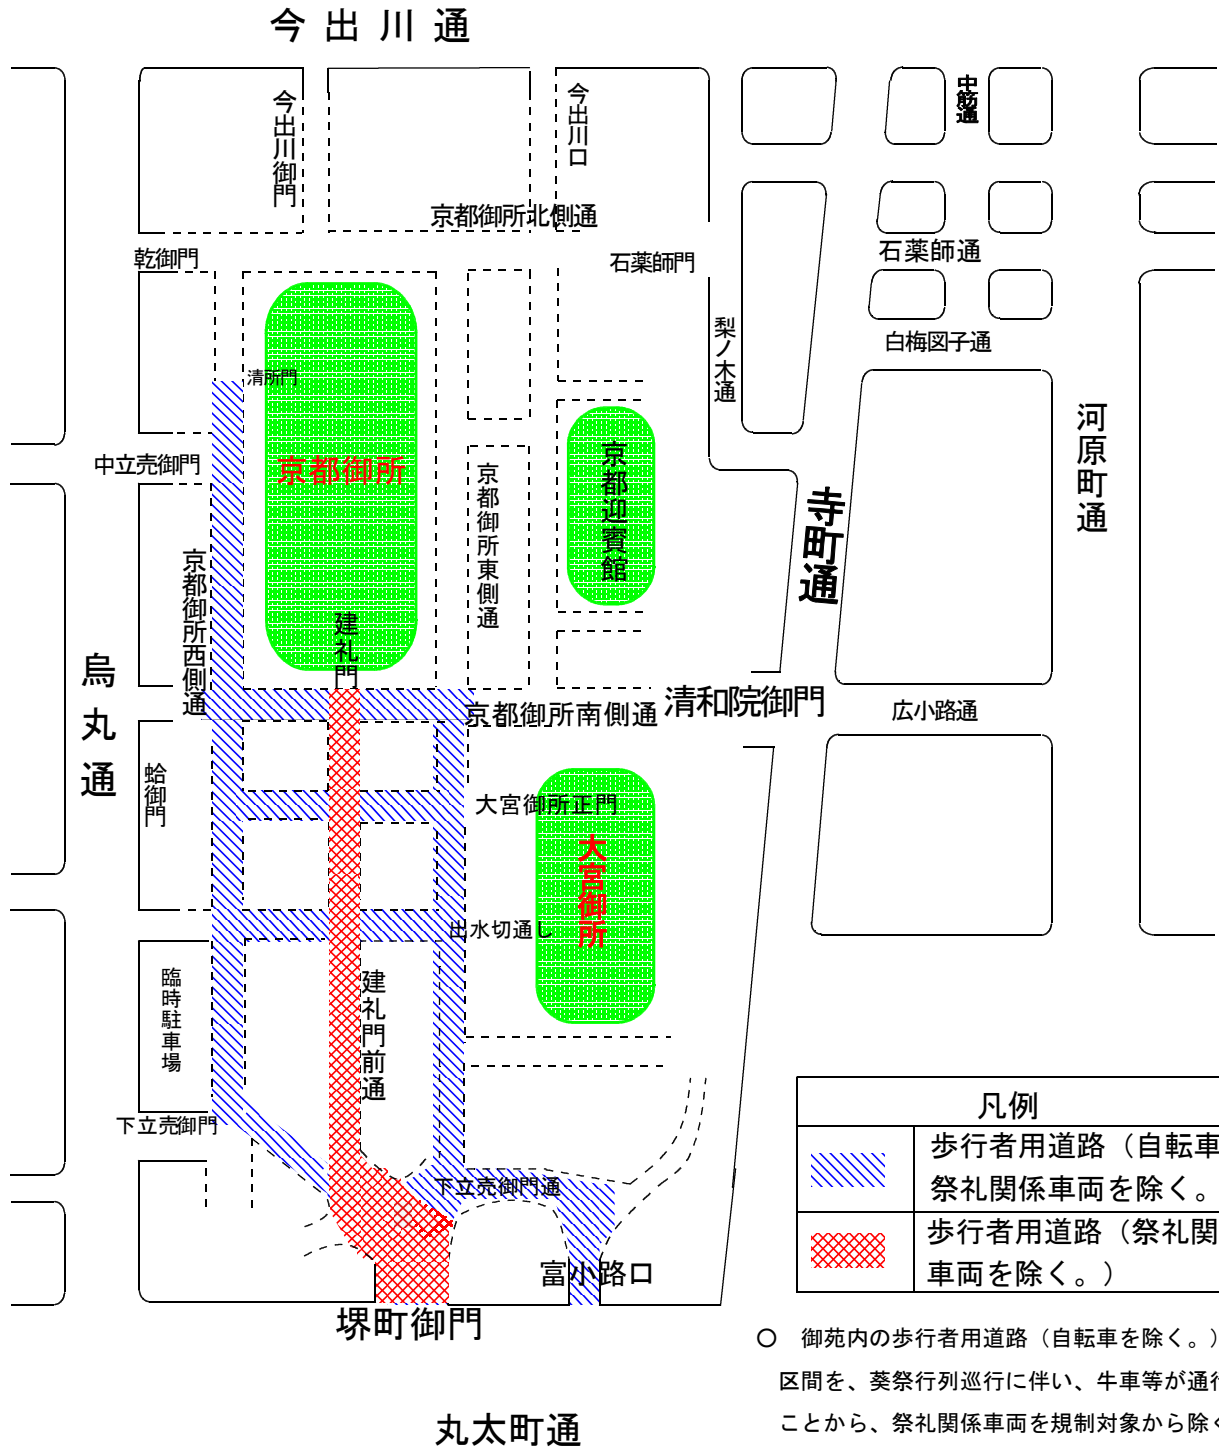 今出川通
今出川御門
今出川口
中筋通
京都御所北側通
乾御門
石薬師門
石薬師通
梨ノ木通
白梅図子通
清所門
河原町通
中立売御門
京都御所
京都迎賓館
京都御所東側通
寺町通
京都御所西側通
建礼門
烏丸通
清和院御門
京都御所南側通
広小路通
蛤御門
大宮御所正門
大宮御所
出水切通し
臨時駐車場
建礼門前通
下立売御門
下立売御門通
富小路口
堺町御門
丸太町通
凡例
歩行者用道路（自転車
祭礼関係車両を除く。
歩行者用道路（祭礼関
車両を除く。）
○　御苑内の歩行者用道路（自転車を除く。）
区間を、葵祭行列巡行に伴い、牛車等が通行
ことから、祭礼関係車両を規制対象から除く